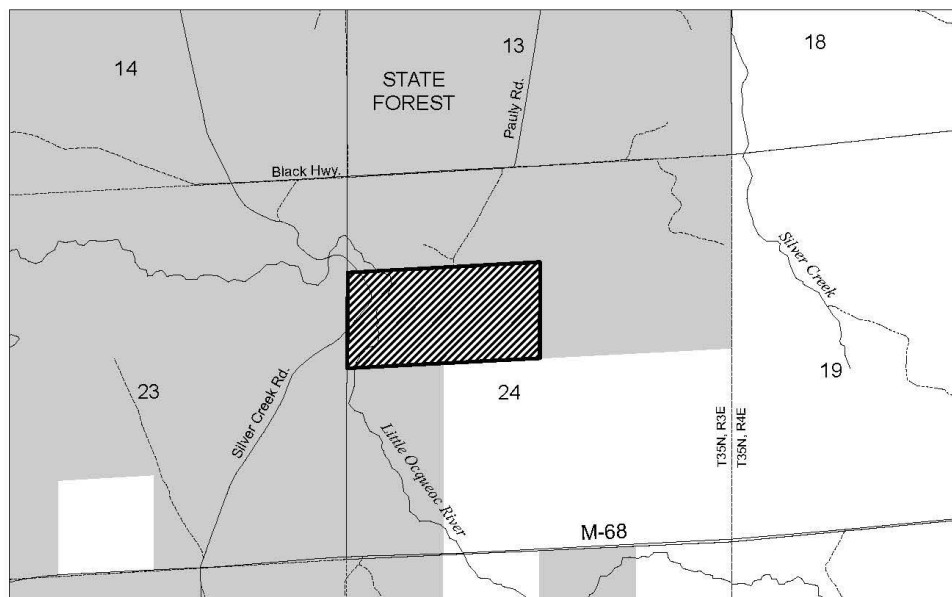 13
18
14
STATE
FOREST
Pauly Rd.
Black Hwy.
Silver Creek
19
23
24
Silver Creek Rd.
T35N, R3E
T35N, R4E
Little Ocqueoc River
M-68